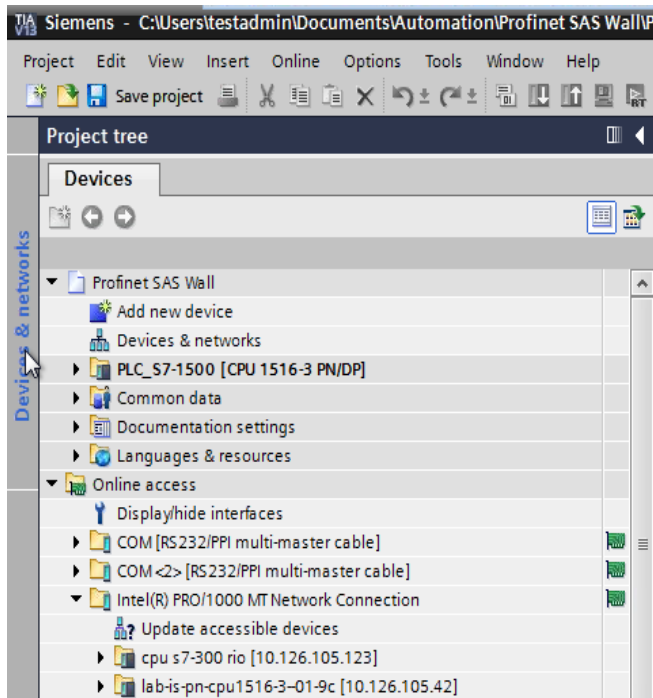 TIA V13 Siemens - C:\Users\testadmin\Documents\Automation\Profinet SAS Wall\P
Project Edit View Insert Online Options Tools Window Help
Save project
RT
Project tree
Devices
Devices & networks
Profinet SAS Wall
Add new device
Devices & networks
PLC_S7-1500 [CPU 1516-3 PN/DP]
Common data
Documentation settings
Languages & resources
Online access
Display/hide interfaces
COM [RS232/PPI multi-master cable]
COM <2> [RS232/PPI multi-master cable]
Intel(R) PRO/1000 MT Network Connection
Update accessible devices
cpu s7-300 rio [10.126.105.123]
lab-is-pn-cpu1516-3--01-9c [10.126.105.42]